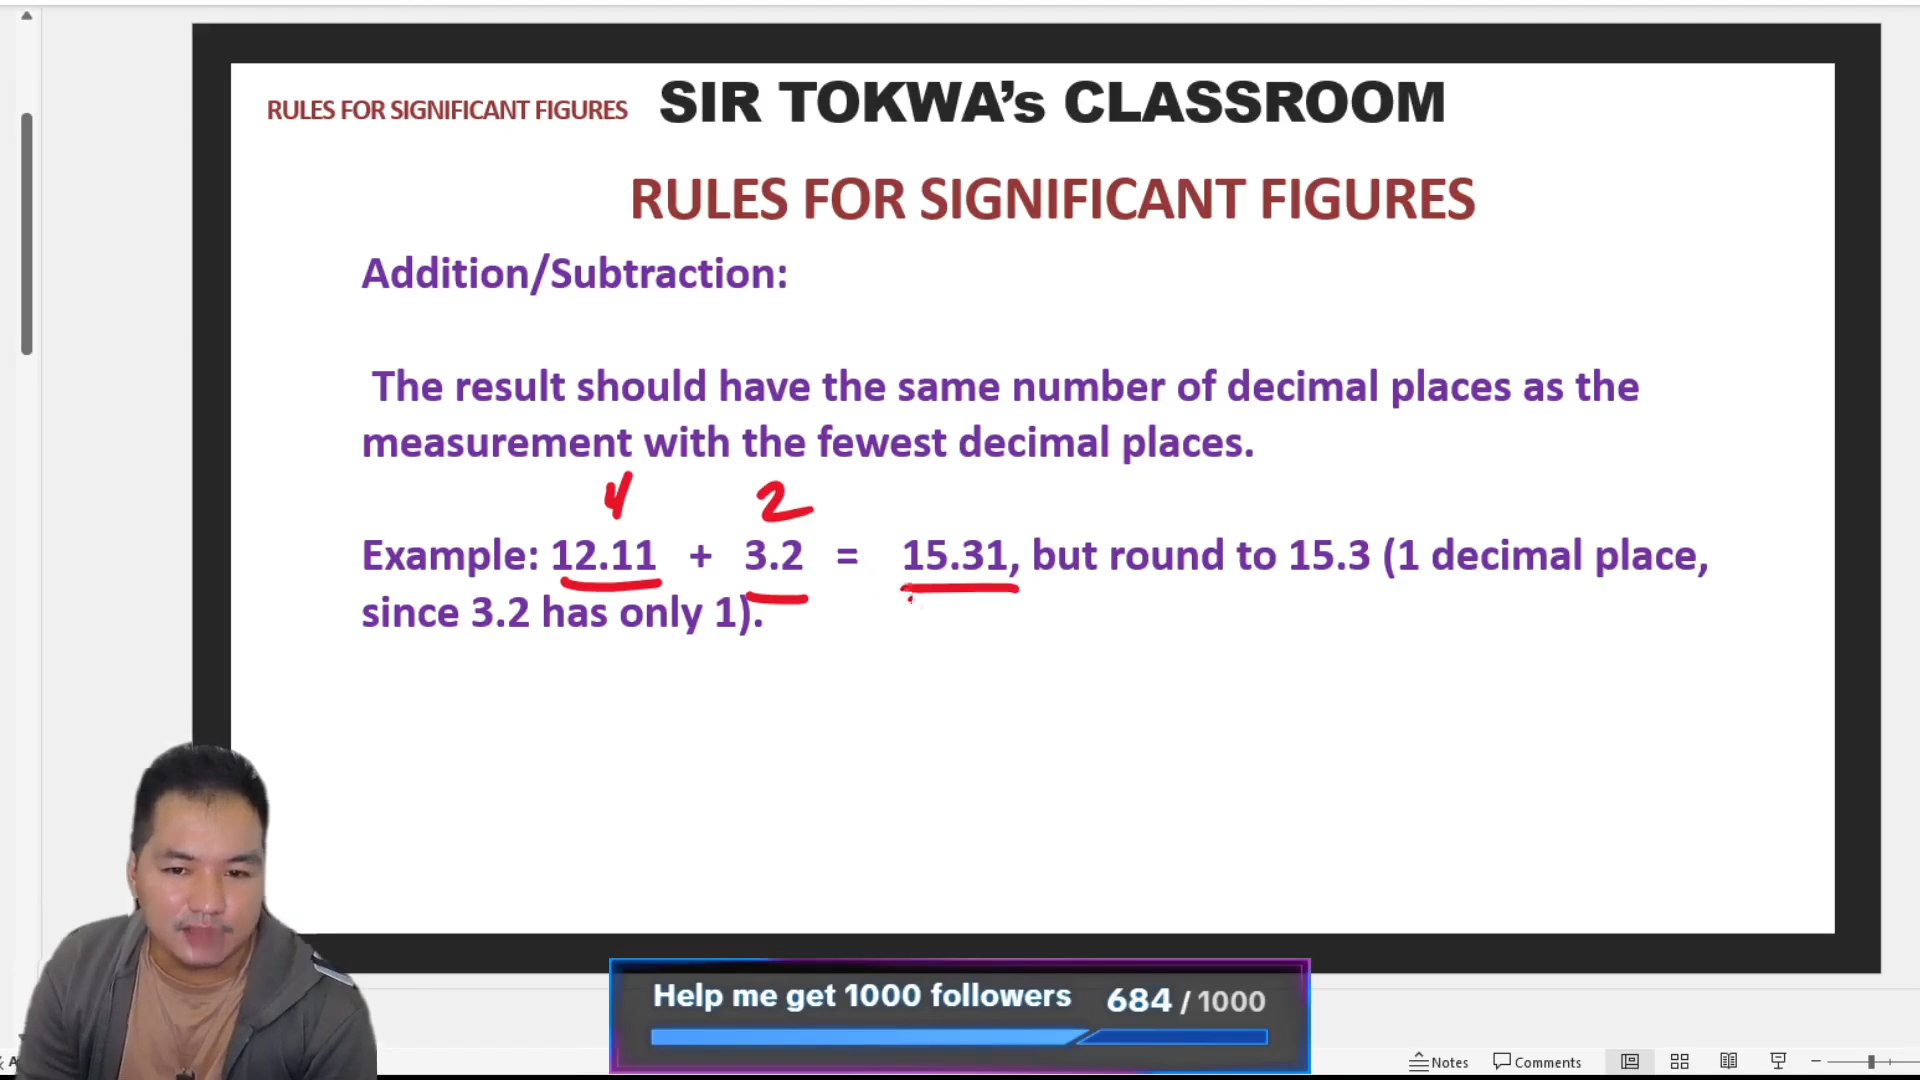 RULES FOR SIGNIFICANT FIGURES SIR TOKWA’s CLASSROOM
RULES FOR SIGNIFICANT FIGURES
Addition/Subtraction:
The result should have the same number of decimal places as the
measurement with the fewest decimal places.
4 2
Example: 12.11 + 3.2 = 15.31, but round to 15.3 (1 decimal place,
since 3.2 has only 1).
Help me get 1000 followers 684 / 1000
Notes Comments